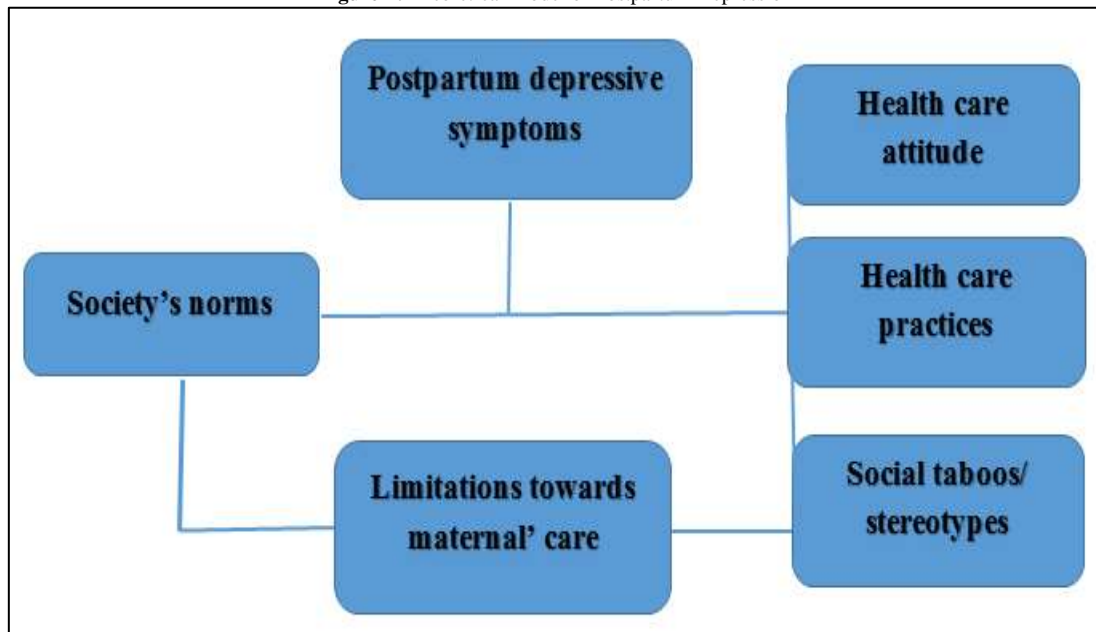 Postpartum depressive
symptoms
Health care
attitude
Society’s norms
Health care
practices
Limitations towards
maternal’ care
Social taboos/
stereotypes